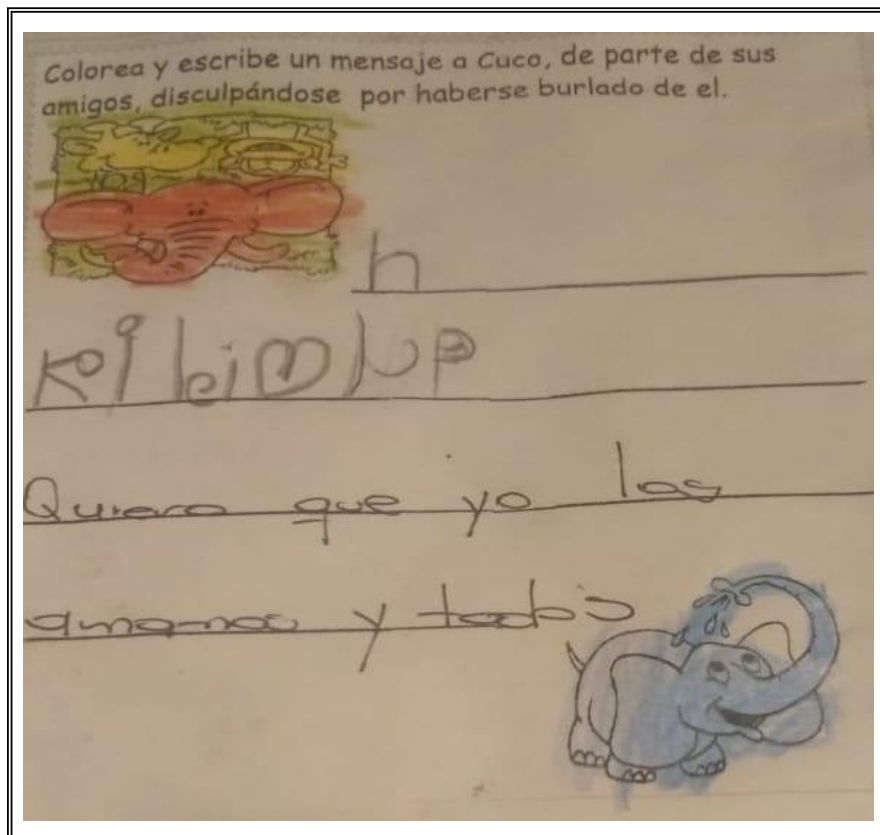 Colorea y escribe un mensaje a Cuco, de parte de sus
amigos, disculpándose por haberse burlado de el.
h
Quiero que yo los
amamos y todos